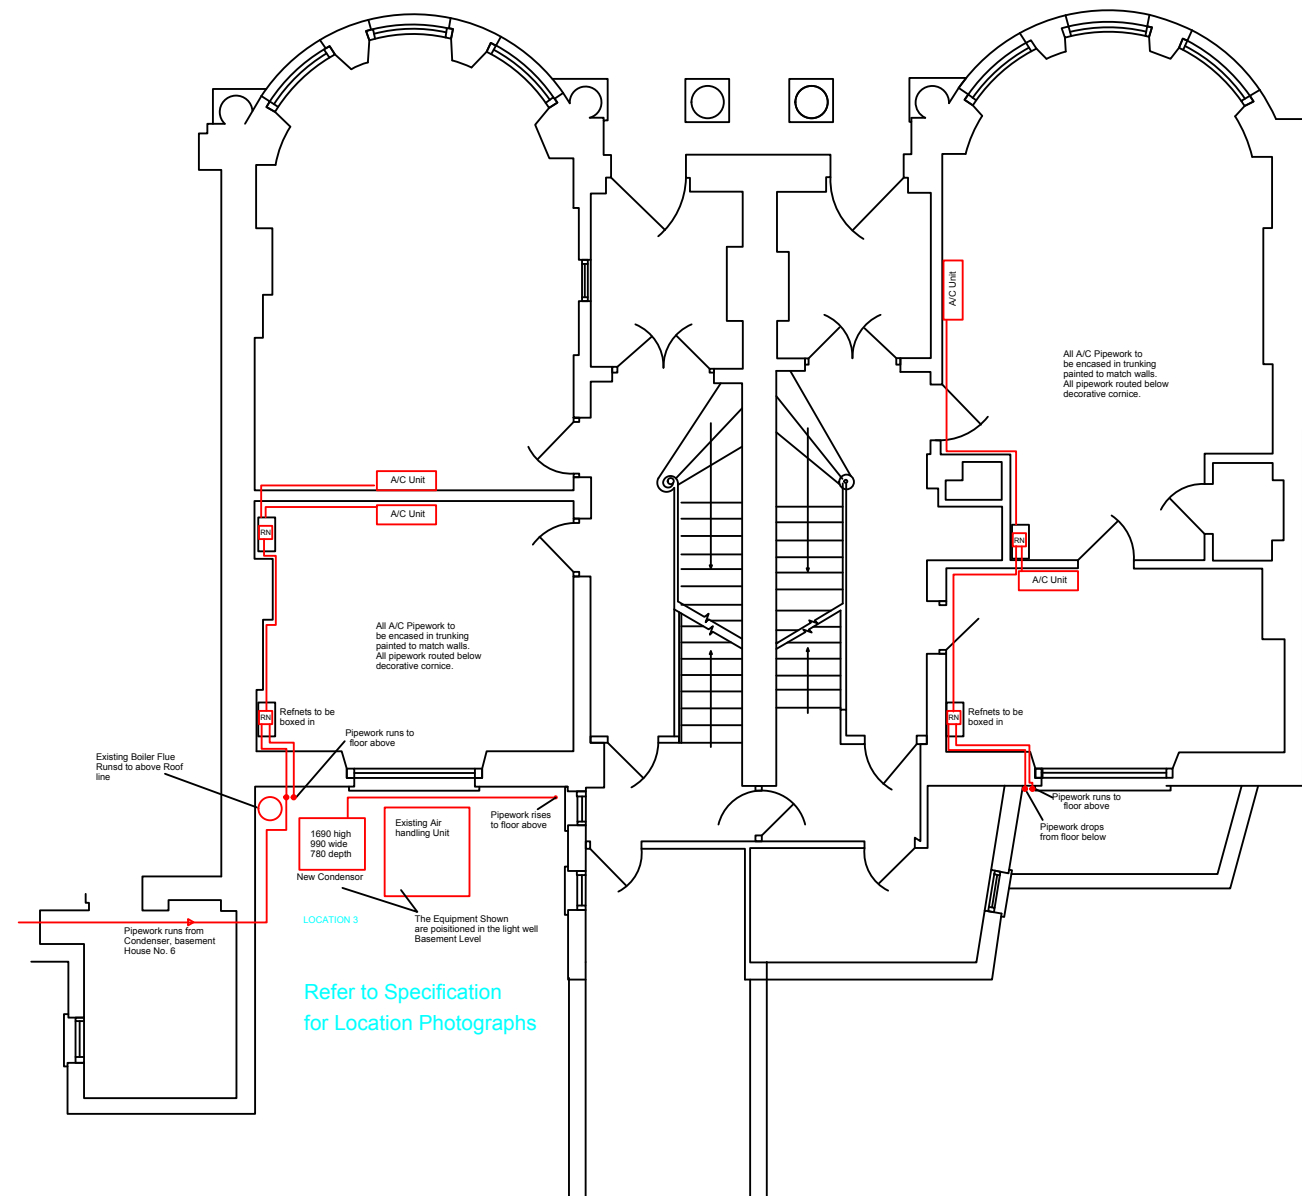 A/C Unit
All A/C Pipework to
be encased in trunking
painted to match walls.
All pipework routed below
decorative cornice.
A/C Unit
A/C Unit
RN
RN
A/C Unit
All A/C Pipework to
be encased in trunking
painted to match walls.
All pipework routed below
decorative cornice.
RN
Refnets to be
boxed in
RN
Refnets to be
boxed in
Pipework runs to
floor above
Existing Boiler Flue
Runsd to above Roof
line
Pipework runs to
floor above
Pipework rises
to floor above
Pipework drops
from floor below
1690 high
990 wide
780 depth
Existing Air
handling Unit
New Condensor
LOCATION 3
The Equipment Shown
are poisitioned in the light well
Basement Level
Pipework runs from
Condenser, basement
House No. 6
Refer to Specification
for Location Photographs